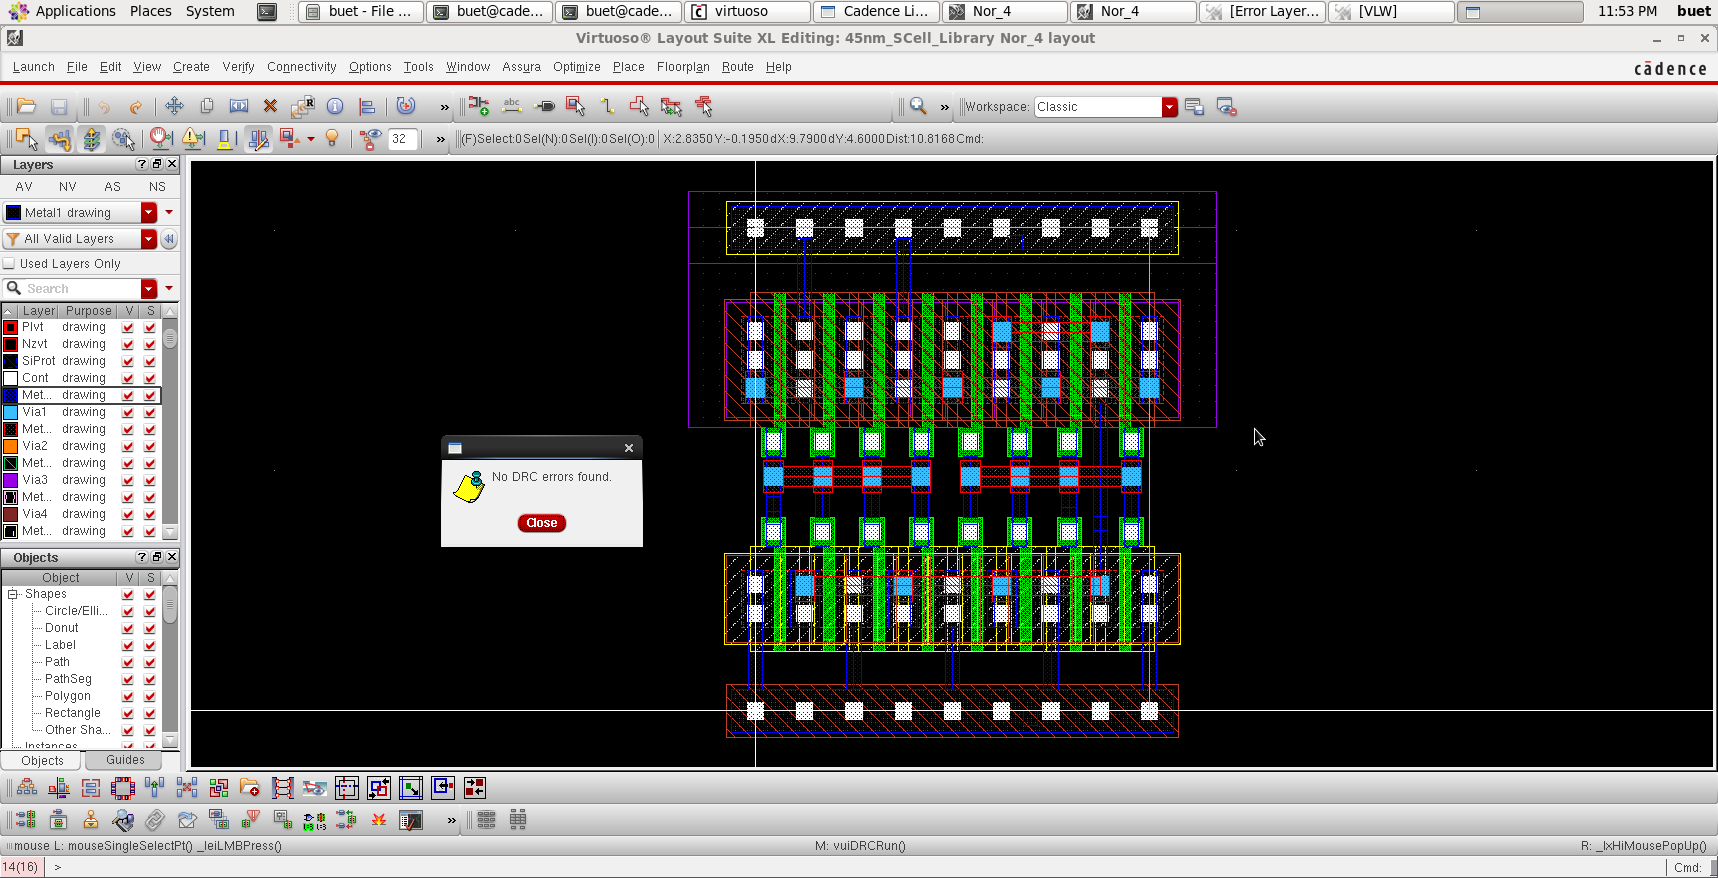 Applications Places System buet - File ... buet@cade... buet@cade... virtuoso Cadence Li... Nor_4 Nor_4 [Error Layer... [VLW] 11:53 PM buet
Virtuoso® Layout Suite XL Editing: 45nm_SCell_Library Nor_4 layout
Launch File Edit View Create Verify Connectivity Options Tools Window Assura Optimize Place Floorplan Route Help cādence
» abc » Workspace: Classic
32 » (F)Select:0 Sel(N):0 Sel(I):0 Sel(O):0 X:2.8350 Y:-0.1950 dX:9.7900 dY:4.6000 Dist:10.8168 Cmd:
Layers
AV NV AS NS
Metal1 drawing
All Valid Layers
Used Layers Only
Search
Layer Purpose V S
Plvt drawing
Nzvt drawing
SiProt drawing
Cont drawing
Met... drawing
Via1 drawing
Met... drawing
Via2 drawing
Met... drawing
Via3 drawing
Met... drawing
Via4 drawing
Met... drawing
Objects
Object V S
Shapes
Circle/Elli...
Donut
Label
Path
PathSeg
Polygon
Rectangle
Other Sha...
Instances
Objects Guides
No DRC errors found.
Close
»
mouse L: mouseSingleSelectPt() _leiLMBPress() M: vuiDRCRun() R: _lxHiMousePopUp()
14(16) > Cmd: